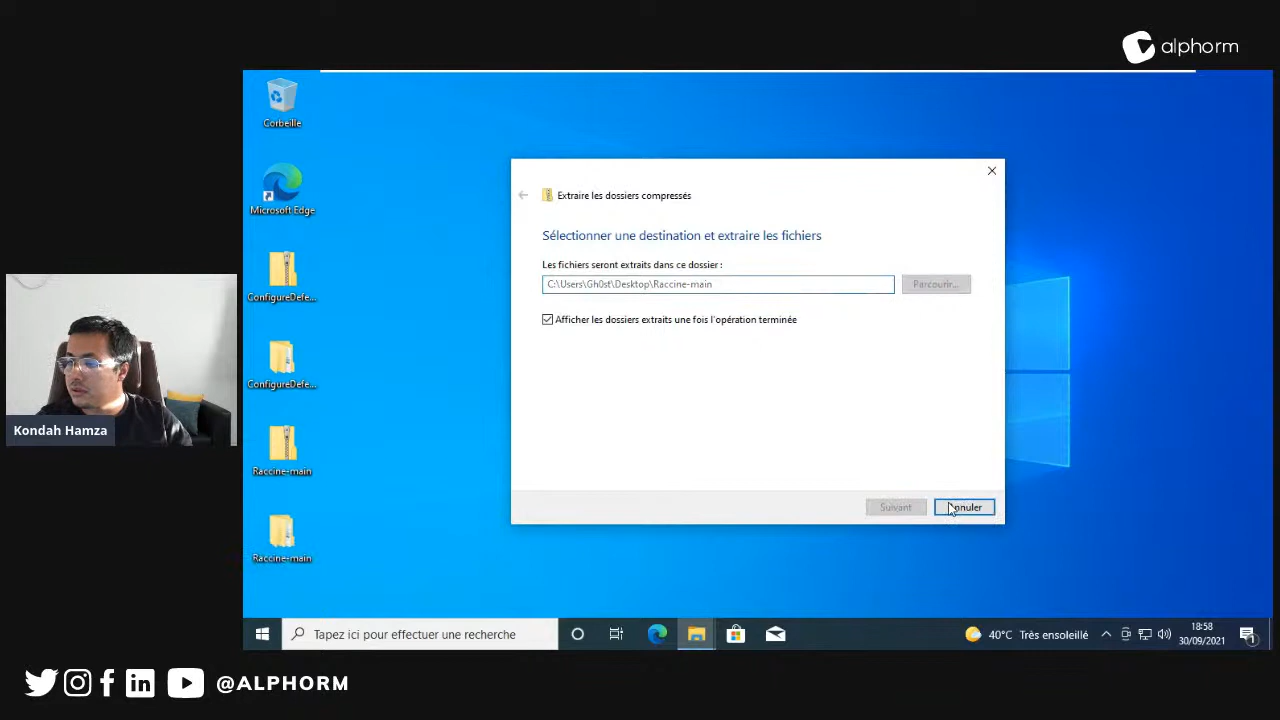 alphorm
Corbeille
Microsoft Edge
ConfigureDefe...
ConfigureDefe...
Raccine-main
Raccine-main
Extraire les dossiers compressés
Sélectionner une destination et extraire les fichiers
Les fichiers seront extraits dans ce dossier :
C:\Users\Gh0st\Desktop\Raccine-main
Parcourir...
Afficher les dossiers extraits une fois l'opération terminée
Suivant
Annuler
Kondah Hamza
Tapez ici pour effectuer une recherche
40°C Très ensoleillé
18:58
30/09/2021
1
@ALPHORM